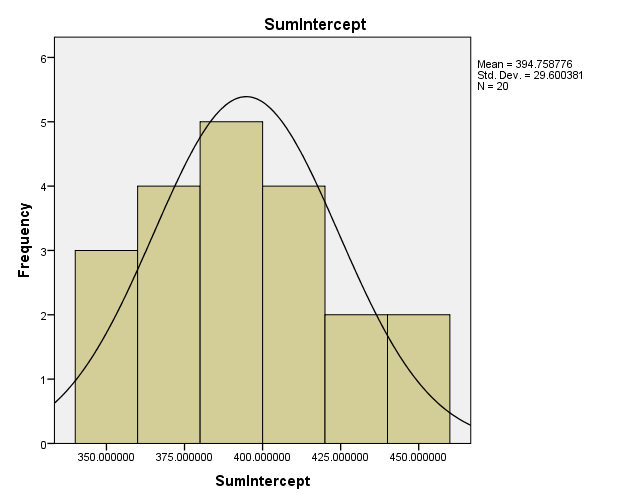 SumIntercept
Mean = 394.758776
Std. Dev. = 29.600381
N = 20
6
5
4
3
2
1
0
Frequency
350.000000 375.000000 400.000000 425.000000 450.000000
SumIntercept